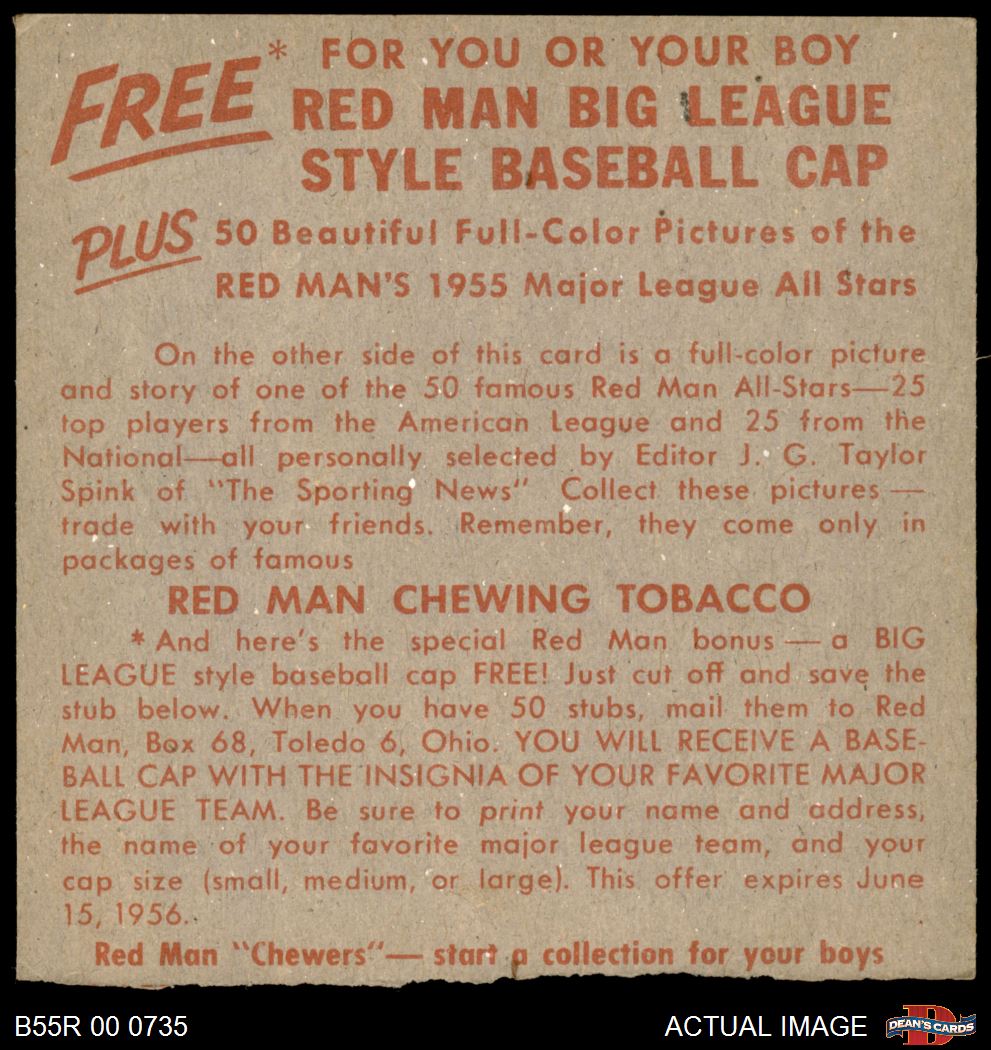 FREE* FOR YOU OR YOUR BOY
RED MAN BIG LEAGUE
STYLE BASEBALL CAP
PLUS 50 Beautiful Full-Color Pictures of the
RED MAN'S 1955 Major League All Stars
On the other side of this card is a full-color picture
and story of one of the 50 famous Red Man All-Stars—25
top players from the American League and 25 from the
National—all personally selected by Editor J. G. Taylor
Spink of "The Sporting News" Collect these pictures —
trade with your friends. Remember, they come only in
packages of famous
RED MAN CHEWING TOBACCO
* And here's the special Red Man bonus — a BIG
LEAGUE style baseball cap FREE! Just cut off and save the
stub below. When you have 50 stubs, mail them to Red
Man, Box 68, Toledo 6, Ohio. YOU WILL RECEIVE A BASE-
BALL CAP WITH THE INSIGNIA OF YOUR FAVORITE MAJOR
LEAGUE TEAM. Be sure to print your name and address,
the name of your favorite major league team, and your
cap size (small, medium, or large). This offer expires June
15, 1956.
Red Man "Chewers"— start a collection for your boys
B55R 00 0735
ACTUAL IMAGE
DEAN'S CARDS